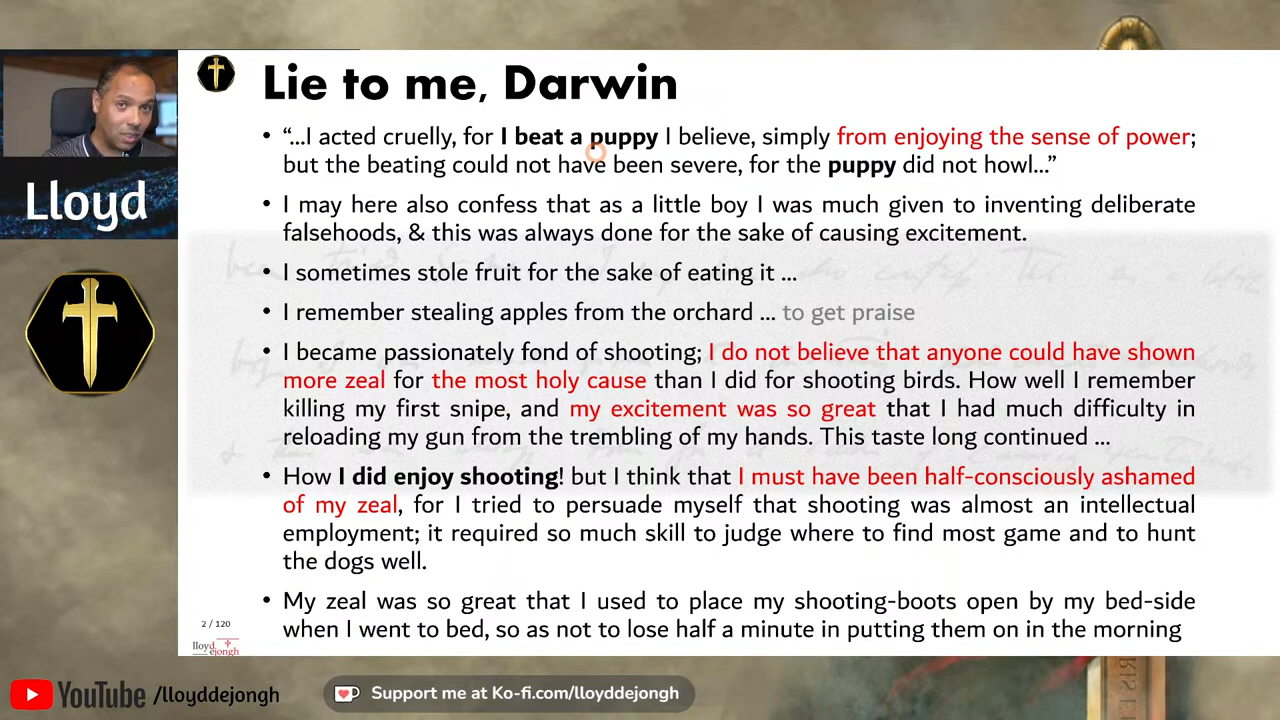 Lie to me, Darwin
• “...I acted cruelly, for I beat a puppy I believe, simply from enjoying the sense of power;
but the beating could not have been severe, for the puppy did not howl...”
• I may here also confess that as a little boy I was much given to inventing deliberate
falsehoods, & this was always done for the sake of causing excitement.
• I sometimes stole fruit for the sake of eating it ...
• I remember stealing apples from the orchard ... to get praise
• I became passionately fond of shooting; I do not believe that anyone could have shown
more zeal for the most holy cause than I did for shooting birds. How well I remember
killing my first snipe, and my excitement was so great that I had much difficulty in
reloading my gun from the trembling of my hands. This taste long continued ...
• How I did enjoy shooting! but I think that I must have been half-consciously ashamed
of my zeal, for I tried to persuade myself that shooting was almost an intellectual
employment; it required so much skill to judge where to find most game and to hunt
the dogs well.
• My zeal was so great that I used to place my shooting-boots open by my bed-side
when I went to bed, so as not to lose half a minute in putting them on in the morning
Lloyd
2 / 120
lloyd
dejongh
YouTube /lloyddejongh
Support me at Ko-fi.com/lloyddejongh